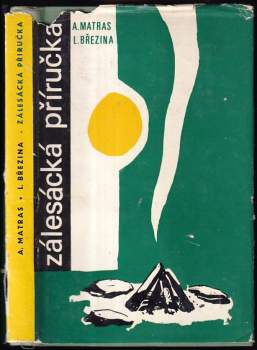 A. MATRAS
L. BŘEZINA
zálesácká příručka
A. MATRAS • L. BŘEZINA - ZÁLESÁCKÁ PŘÍRUČKA